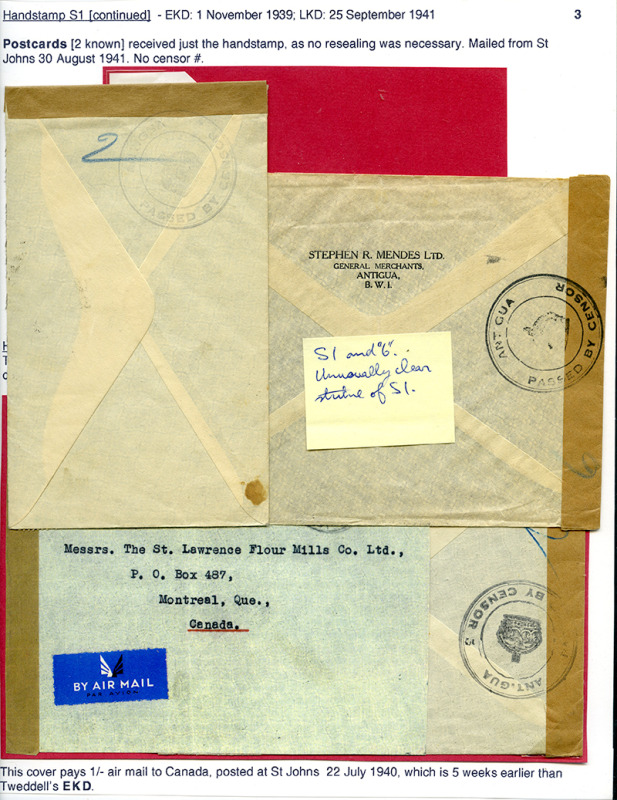 Handstamp S1 [continued] - EKD: 1 November 1939; LKD: 25 September 1941 3
Postcards [2 known] received just the handstamp, as no resealing was necessary. Mailed from St
Johns 30 August 1941. No censor #.
2
PASSED BY CENSOR
STEPHEN R. MENDES LTD.
GENERAL MERCHANTS,
ANTIGUA,
B. W. I.
ANTIGUA PASSED BY CENSOR
S1 and "6".
Unusually clear
strike of S1.
Messrs. The St. Lawrence Flour Mills Co. Ltd.,
P. O. Box 487,
Montreal, Que.,
Canada.
BY AIR MAIL
PAR AVION
BY CENSOR
ANTIGUA
This cover pays 1/- air mail to Canada, posted at St Johns 22 July 1940, which is 5 weeks earlier than
Tweddell's EKD.